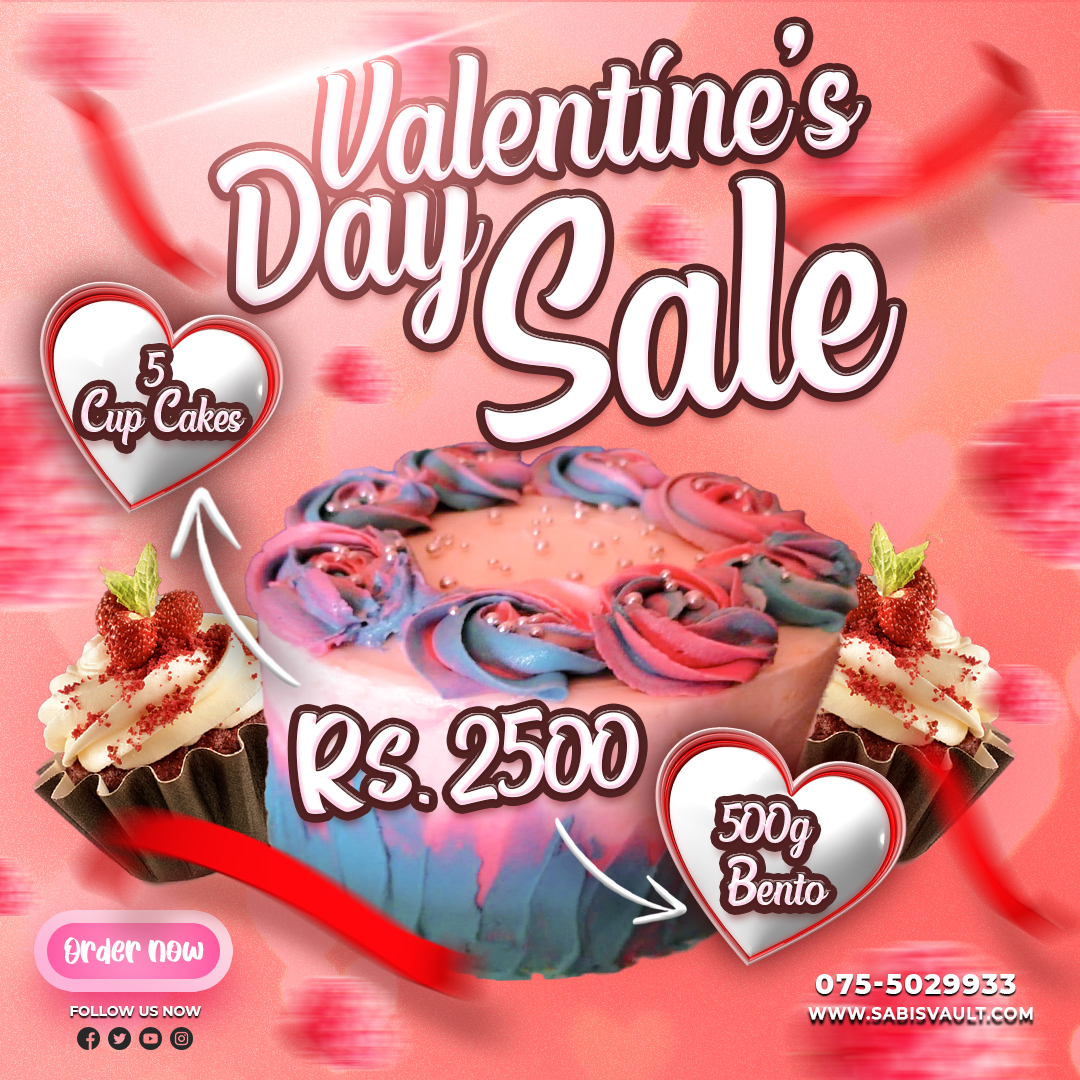 Valentine's
Day Sale
5
Cup Cakes
Rs. 2500
500g
Bento
Order now
FOLLOW US NOW
075-5029933
WWW.SABISVAULT.COM